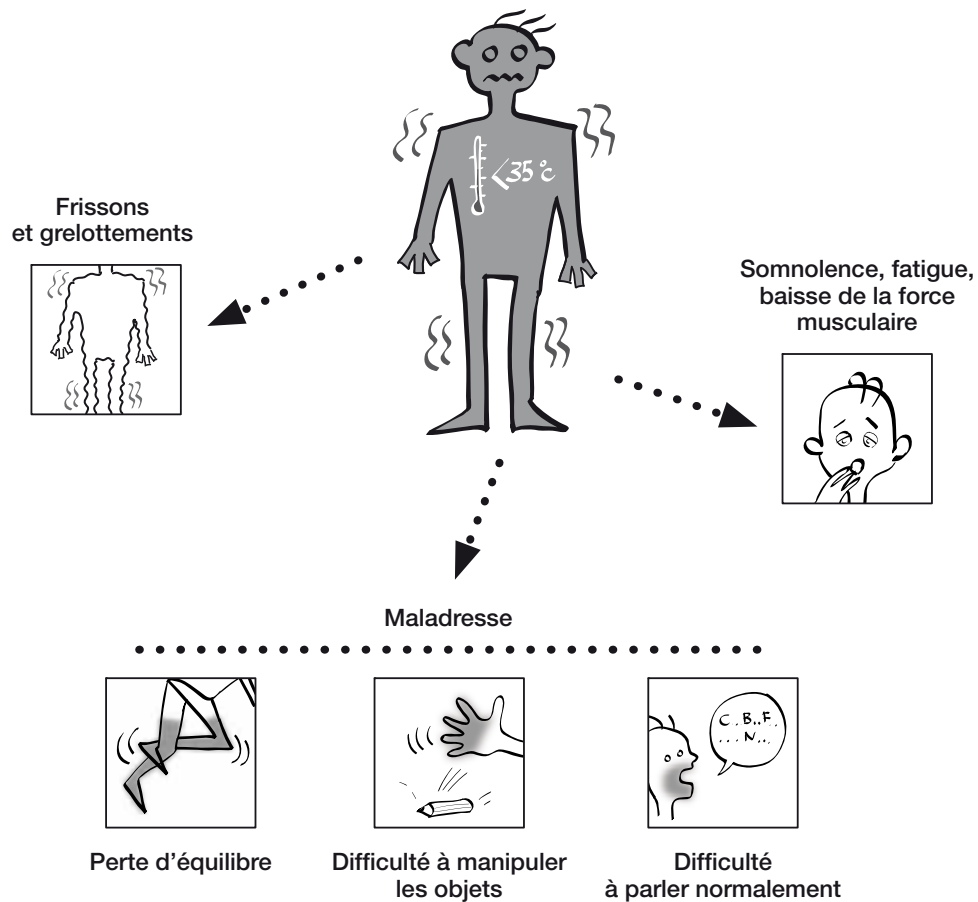 <35 °c
Frissons
et grelottements
Somnolence, fatigue,
baisse de la force
musculaire
Maladresse
C..B..F..
....N...
Perte d'équilibre
Difficulté à manipuler
les objets
Difficulté
à parler normalement